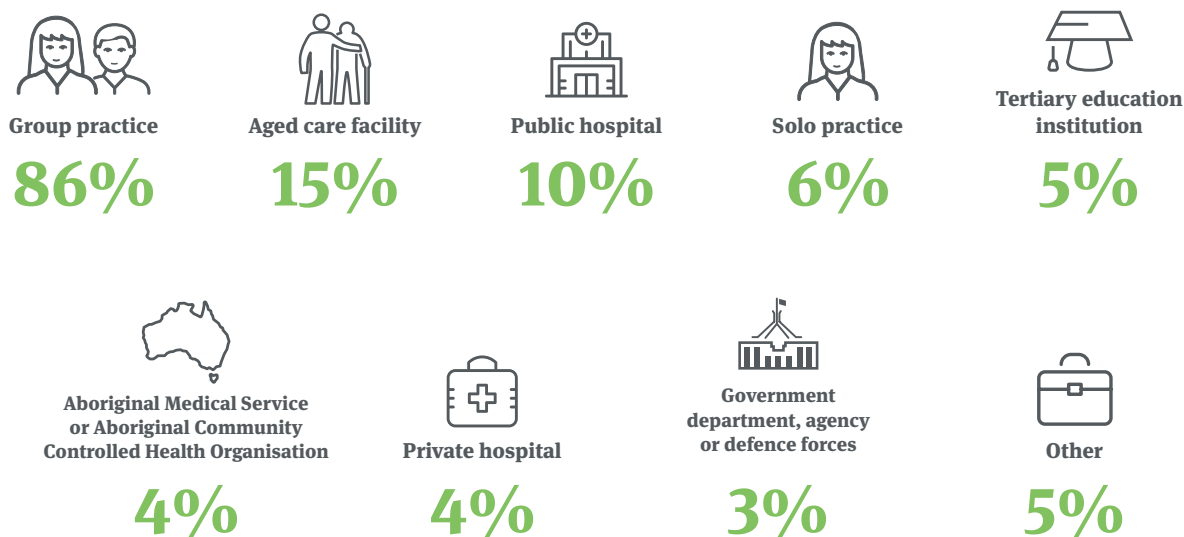 Group practice
86%
Aged care facility
15%
Public hospital
10%
Solo practice
6%
Tertiary education
institution
5%
Aboriginal Medical Service
or Aboriginal Community
Controlled Health Organisation
4%
Private hospital
4%
Government
department, agency
or defence forces
3%
Other
5%